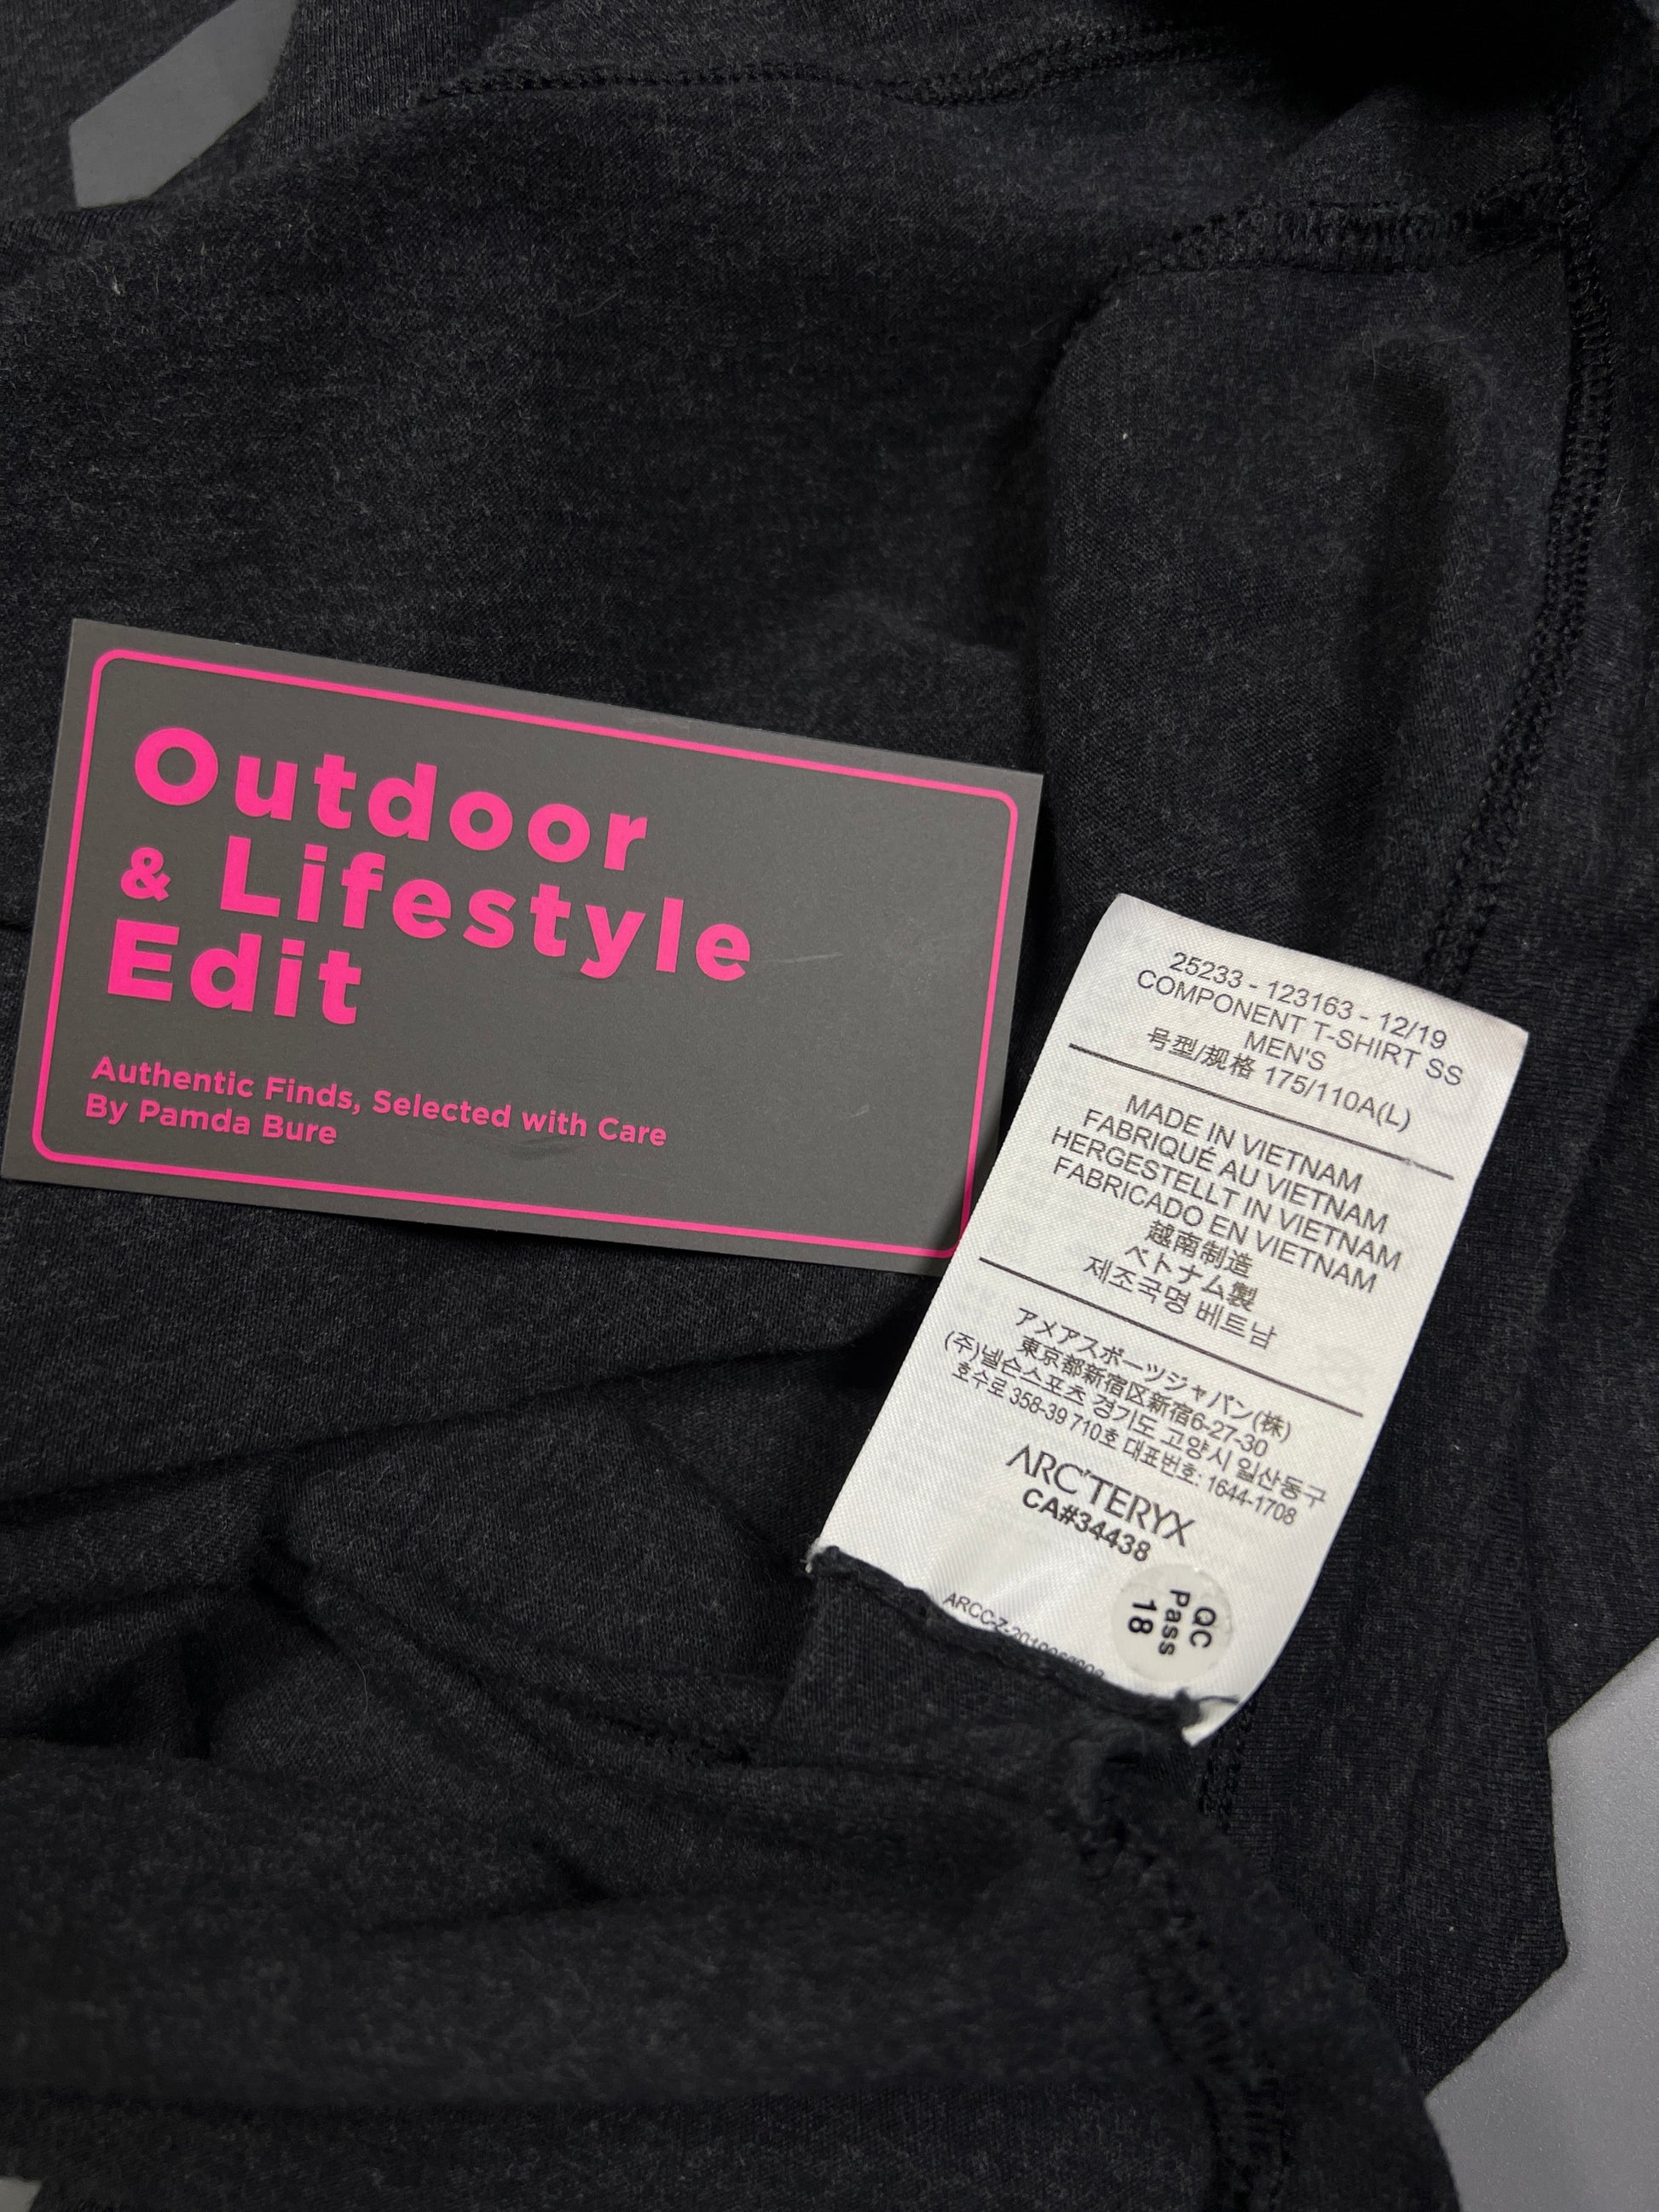 Outdoor
& Lifestyle
Edit
Authentic Finds, Selected with Care
By Pamda Bure
25233 - 123163 - 12/19
COMPONENT T-SHIRT SS
MEN'S
号型/规格 175/110A(L)
MADE IN VIETNAM
FABRIQUÉ AU VIETNAM
HERGESTELLT IN VIETNAM
FABRICADO EN VIETNAM
越南制造
ベトナム製
제조국명 베트남
アメアスポーツジャパン(株)
東京都新宿区新宿6-27-30
(주)넬슨스포츠 경기도 고양시 일산동구
호수로 358-39 710호 대표번호: 1644-1708
ARC'TERYX
CA#34438
QC
Pass
18